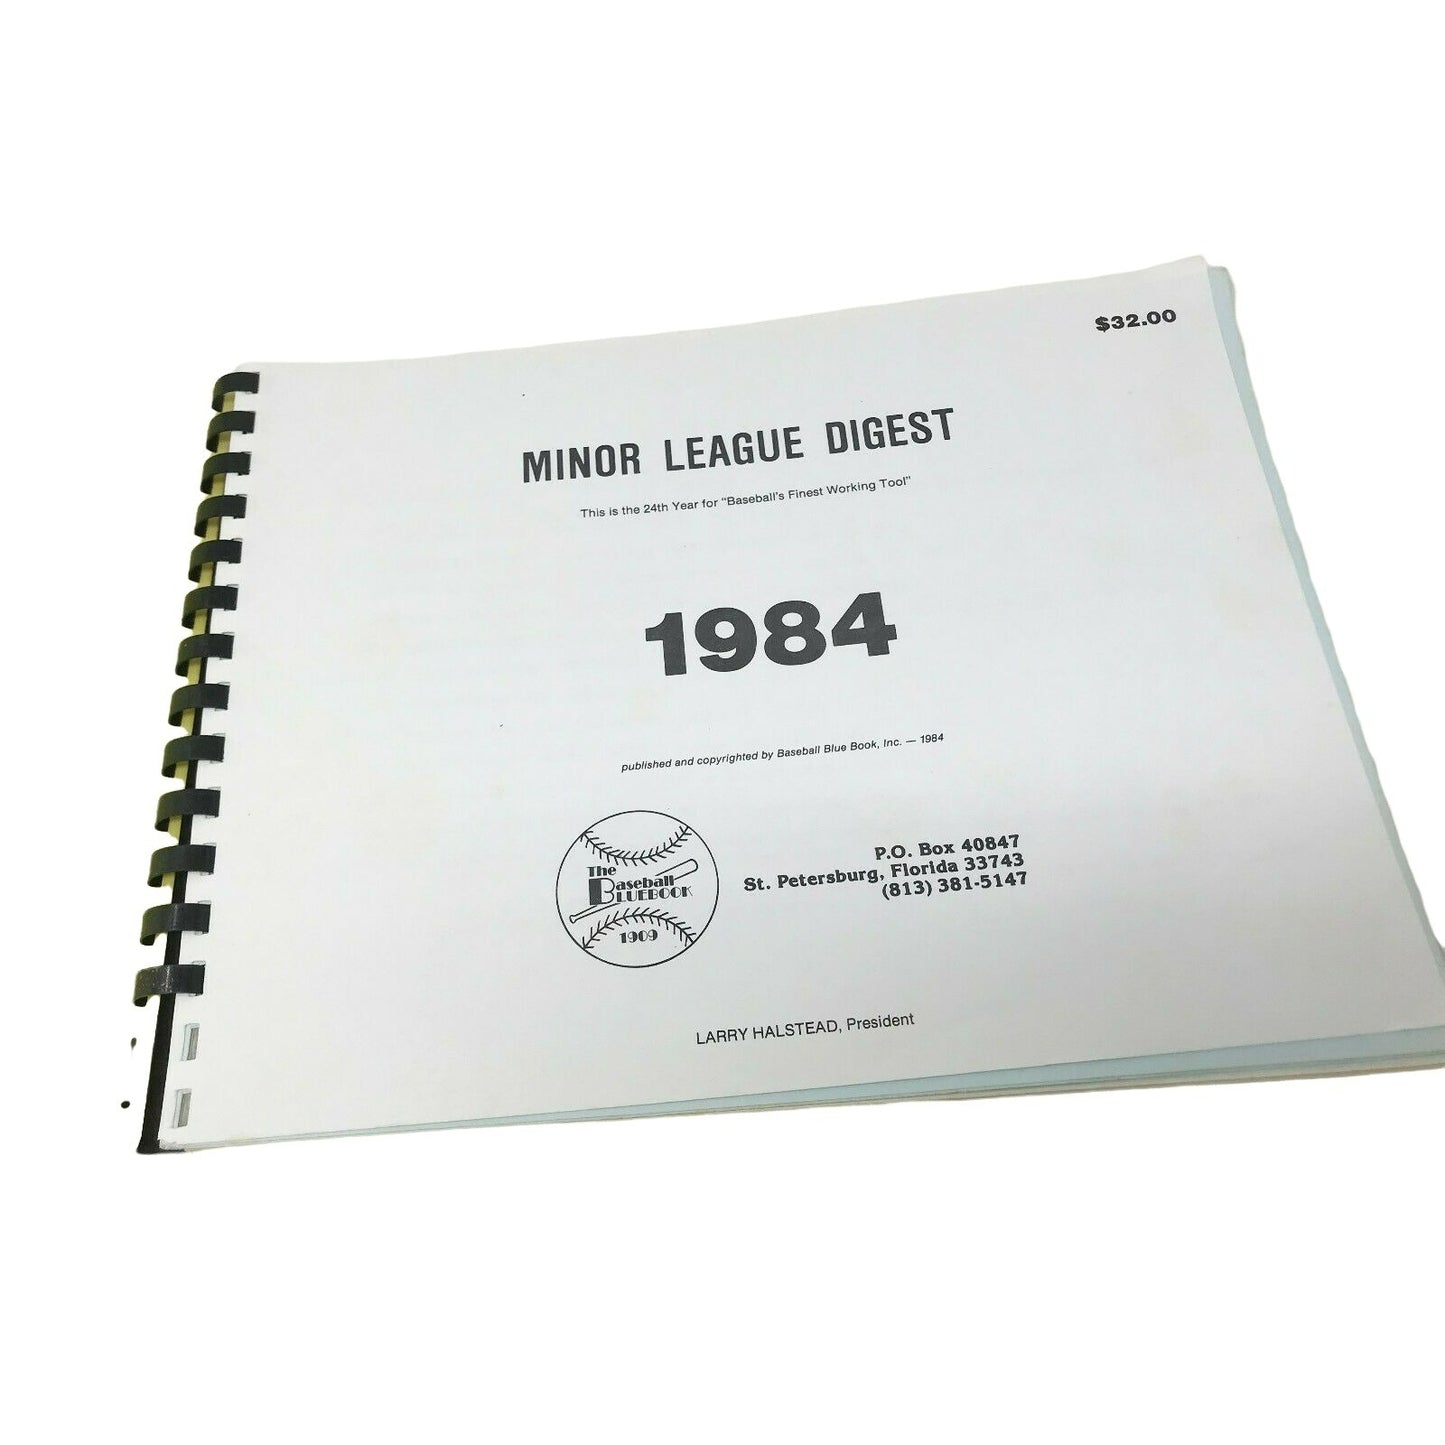 $32.00
MINOR LEAGUE DIGEST
This is the 24th Year for "Baseball's Finest Working Tool"
1984
published and copyrighted by Baseball Blue Book, Inc. — 1984
The
Baseball
BLUEBOOK
1909
P.O. Box 40847
St. Petersburg, Florida 33743
(813) 381-5147
LARRY HALSTEAD, President